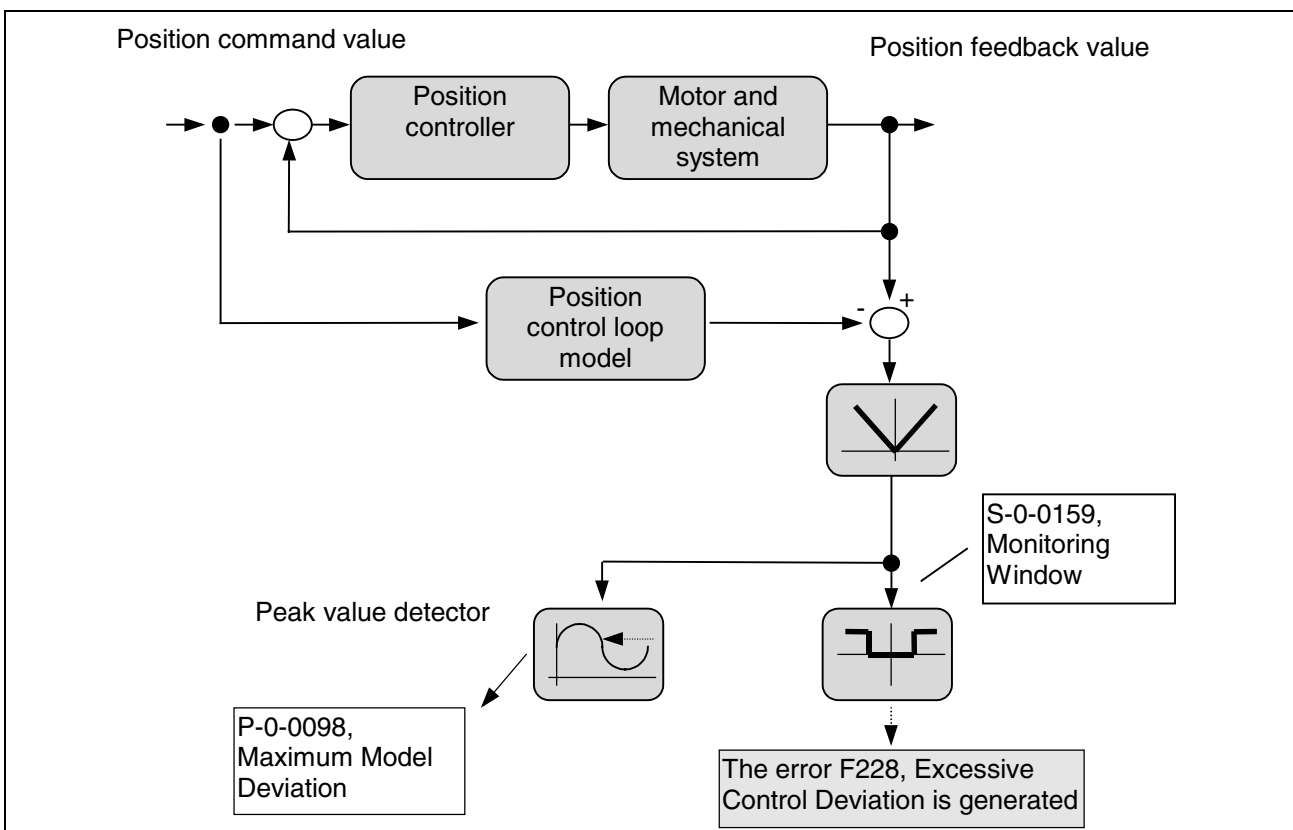 Position command value
Position feedback value
Position
controller
Motor and
mechanical
system
Position
control loop
model
- +
S-0-0159,
Monitoring
Window
Peak value detector
P-0-0098,
Maximum Model
Deviation
The error F228, Excessive
Control Deviation is generated